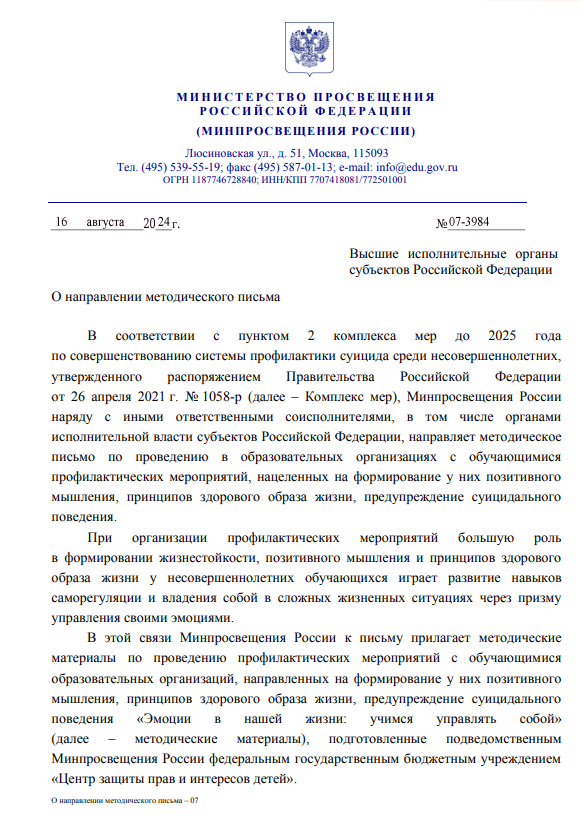 МИНИСТЕРСТВО ПРОСВЕЩЕНИЯ
РОССИЙСКОЙ ФЕДЕРАЦИИ
(МИНПРОСВЕЩЕНИЯ РОССИИ)
Люсиновская ул., д. 51, Москва, 115093
Тел. (495) 539-55-19; факс (495) 587-01-13; e-mail: info@edu.gov.ru
ОГРН 1187746728840; ИНН/КПП 7707418081/772501001
16 августа 2024 г. № 07-3984
Высшие исполнительные органы
субъектов Российской Федерации
О направлении методического письма
В соответствии с пунктом 2 комплекса мер до 2025 года
по совершенствованию системы профилактики суицида среди несовершеннолетних,
утвержденного распоряжением Правительства Российской Федерации
от 26 апреля 2021 г. № 1058-р (далее – Комплекс мер), Минпросвещения России
наряду с иными ответственными соисполнителями, в том числе органами
исполнительной власти субъектов Российской Федерации, направляет методическое
письмо по проведению в образовательных организациях с обучающимися
профилактических мероприятий, нацеленных на формирование у них позитивного
мышления, принципов здорового образа жизни, предупреждение суицидального
поведения.
При организации профилактических мероприятий большую роль
в формировании жизнестойкости, позитивного мышления и принципов здорового
образа жизни у несовершеннолетних обучающихся играет развитие навыков
саморегуляции и владения собой в сложных жизненных ситуациях через призму
управления своими эмоциями.
В этой связи Минпросвещения России к письму прилагает методические
материалы по проведению профилактических мероприятий с обучающимися
образовательных организаций, направленных на формирование у них позитивного
мышления, принципов здорового образа жизни, предупреждение суицидального
поведения «Эмоции в нашей жизни: учимся управлять собой»
(далее – методические материалы), подготовленные подведомственным
Минпросвещения России федеральным государственным бюджетным учреждением
«Центр защиты прав и интересов детей».
О направлении методического письма – 07